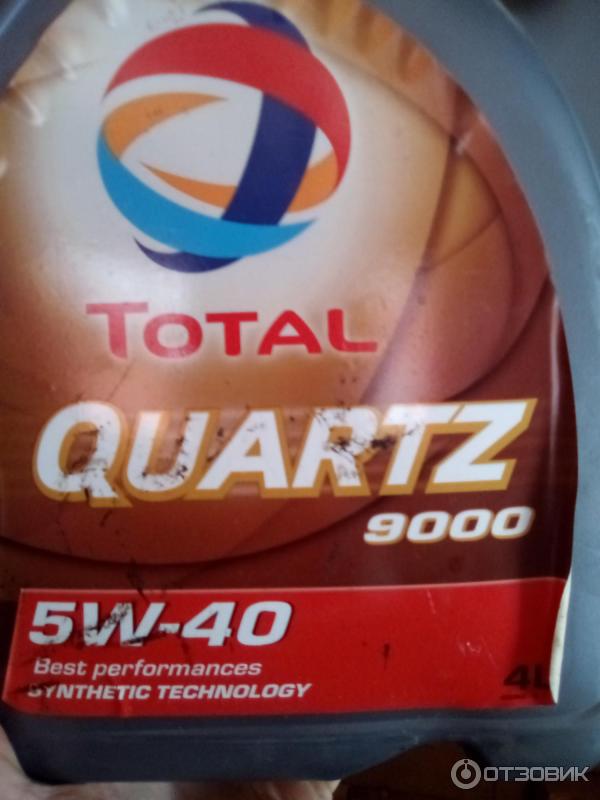 TOTAL
QUARTZ
9000
5W-40
Best performances
SYNTHETIC TECHNOLOGY
4L
ОТЗОВИК